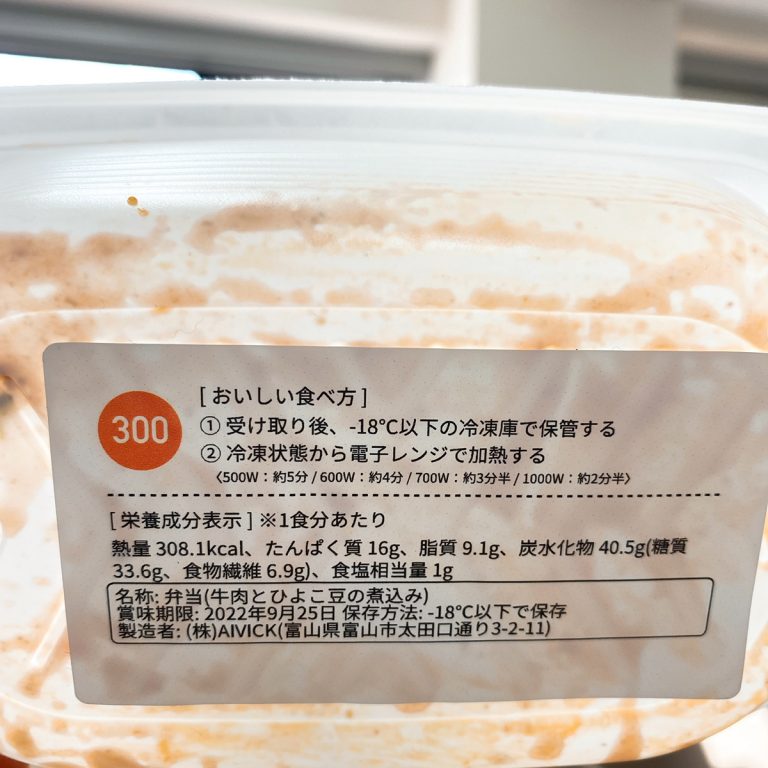 300
[ おいしい食べ方 ]
① 受け取り後、-18℃以下の冷凍庫で保管する
② 冷凍状態から電子レンジで加熱する
〈500W：約5分 / 600W：約4分 / 700W：約3分半 / 1000W：約2分半〉
[ 栄養成分表示 ] ※1食分あたり
熱量 308.1kcal、たんぱく質 16g、脂質 9.1g、炭水化物 40.5g(糖質
33.6g、食物繊維 6.9g)、食塩相当量 1g
名称: 弁当(牛肉とひよこ豆の煮込み)
賞味期限: 2022年9月25日 保存方法: -18℃以下で保存
製造者: (株)AIVICK(富山県富山市太田口通り3-2-11)